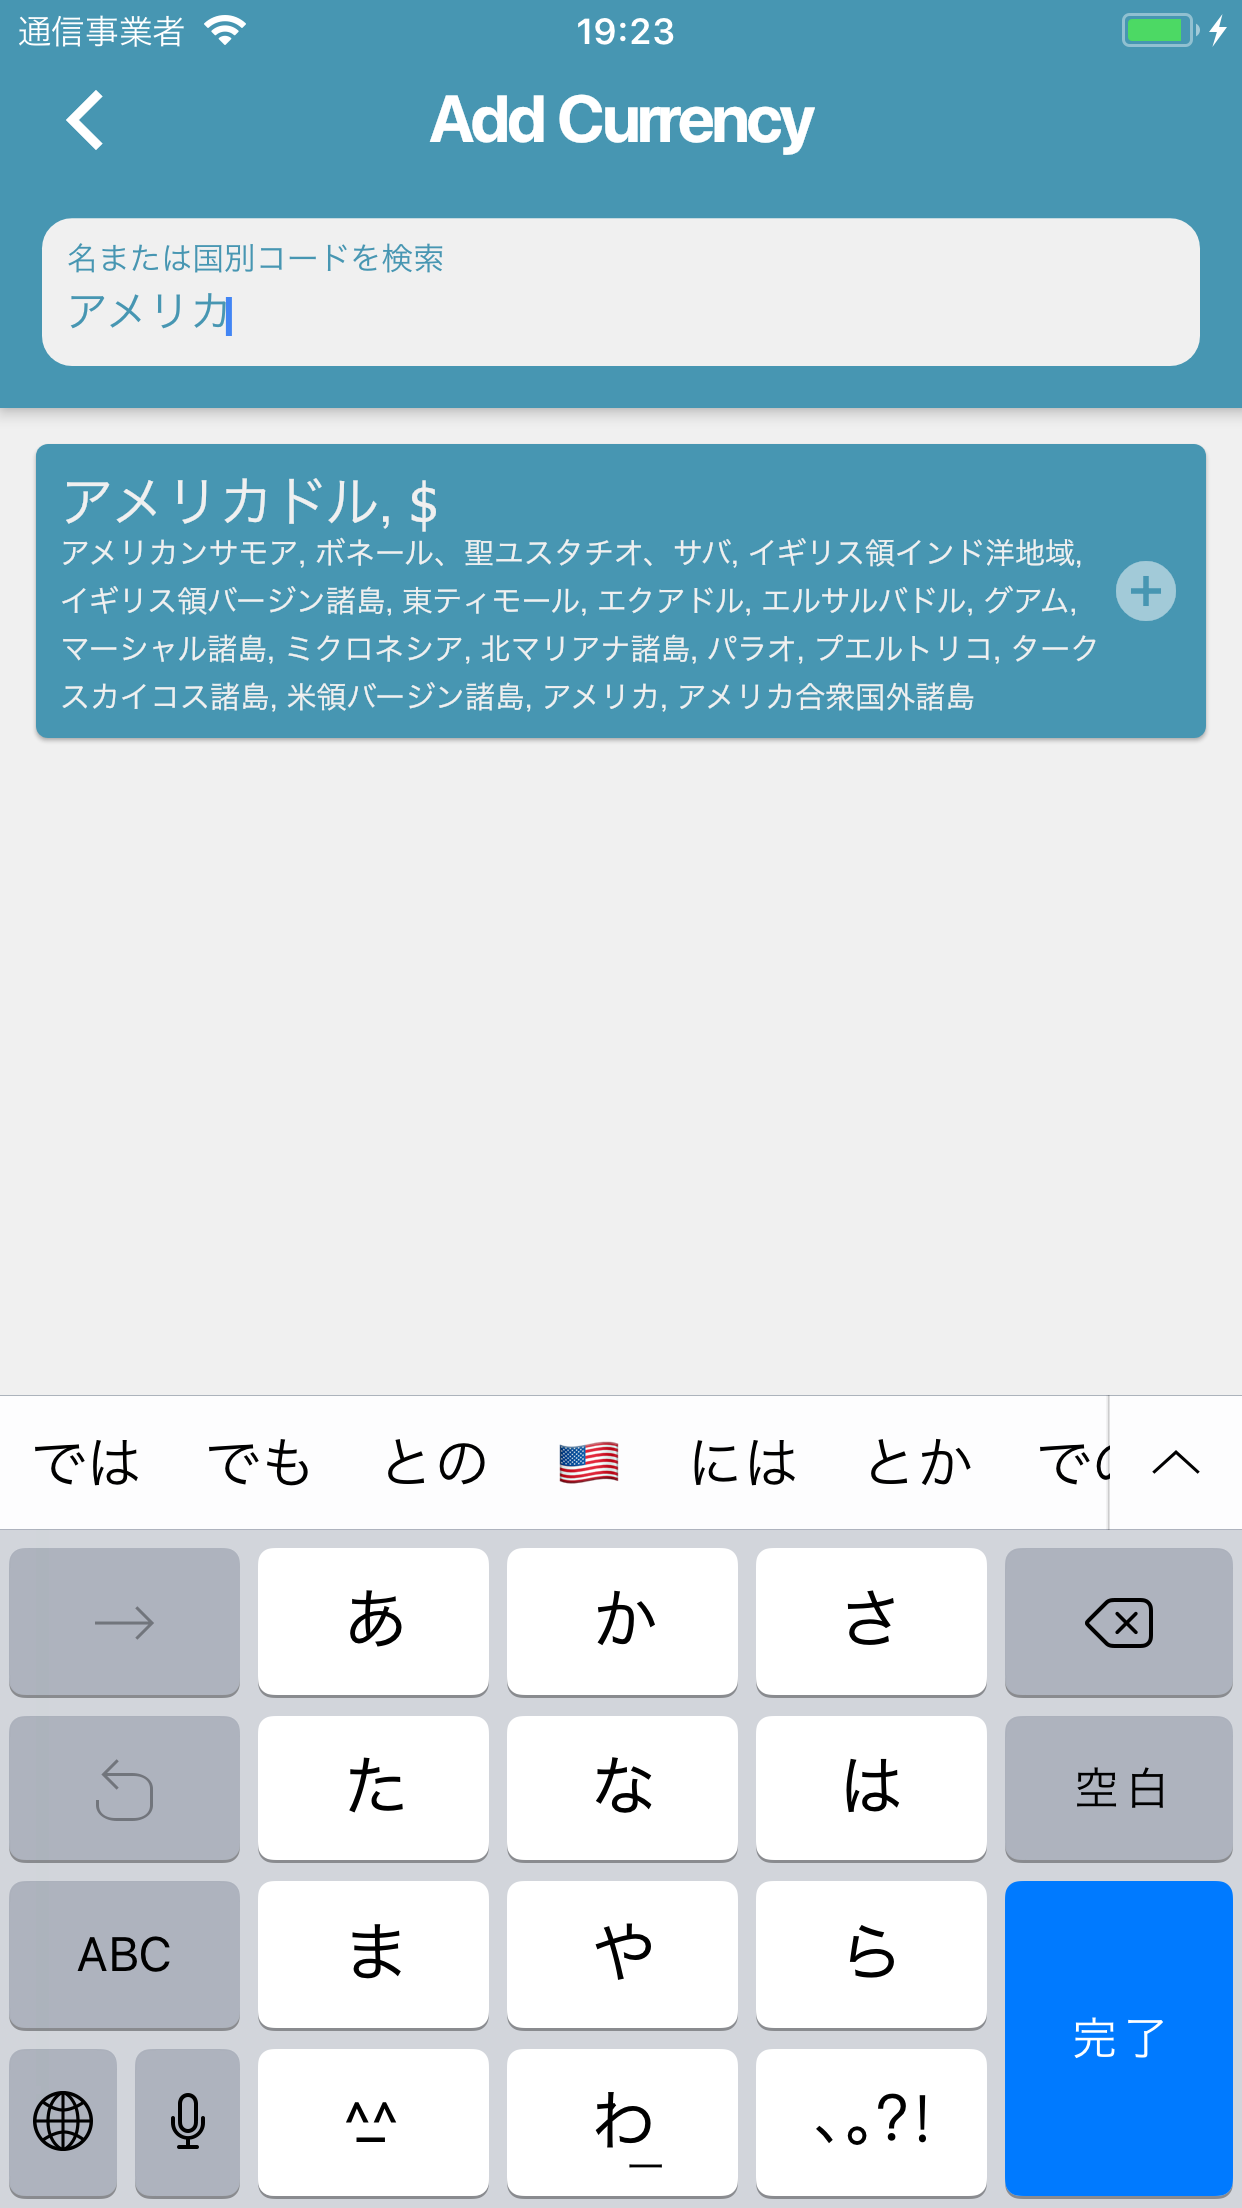 通信事業者 19:23
Add Currency
名または国別コードを検索
アメリカ
アメリカドル, $
アメリカンサモア, ボネール、聖ユスタチオ、サバ, イギリス領インド洋地域,
イギリス領バージン諸島, 東ティモール, エクアドル, エルサルバドル, グアム,
マーシャル諸島, ミクロネシア, 北マリアナ諸島, パラオ, プエルトリコ, ターク
スカイコス諸島, 米領バージン諸島, アメリカ, アメリカ合衆国外諸島
では でも との 🇺🇸 には とか での
→ あ か さ
た な は 空白
ABC ま や ら
完了
^_^ わ_ 、。?!